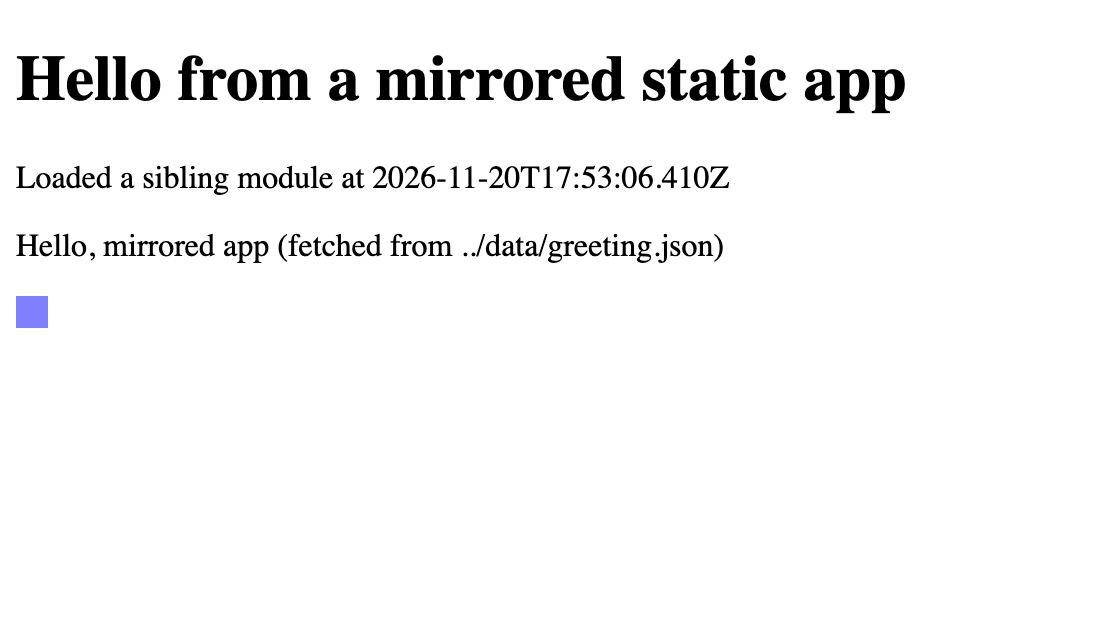 Hello from a mirrored static app
Loaded a sibling module at 2026-11-20T17:53:06.410Z
Hello, mirrored app (fetched from ../data/greeting.json)